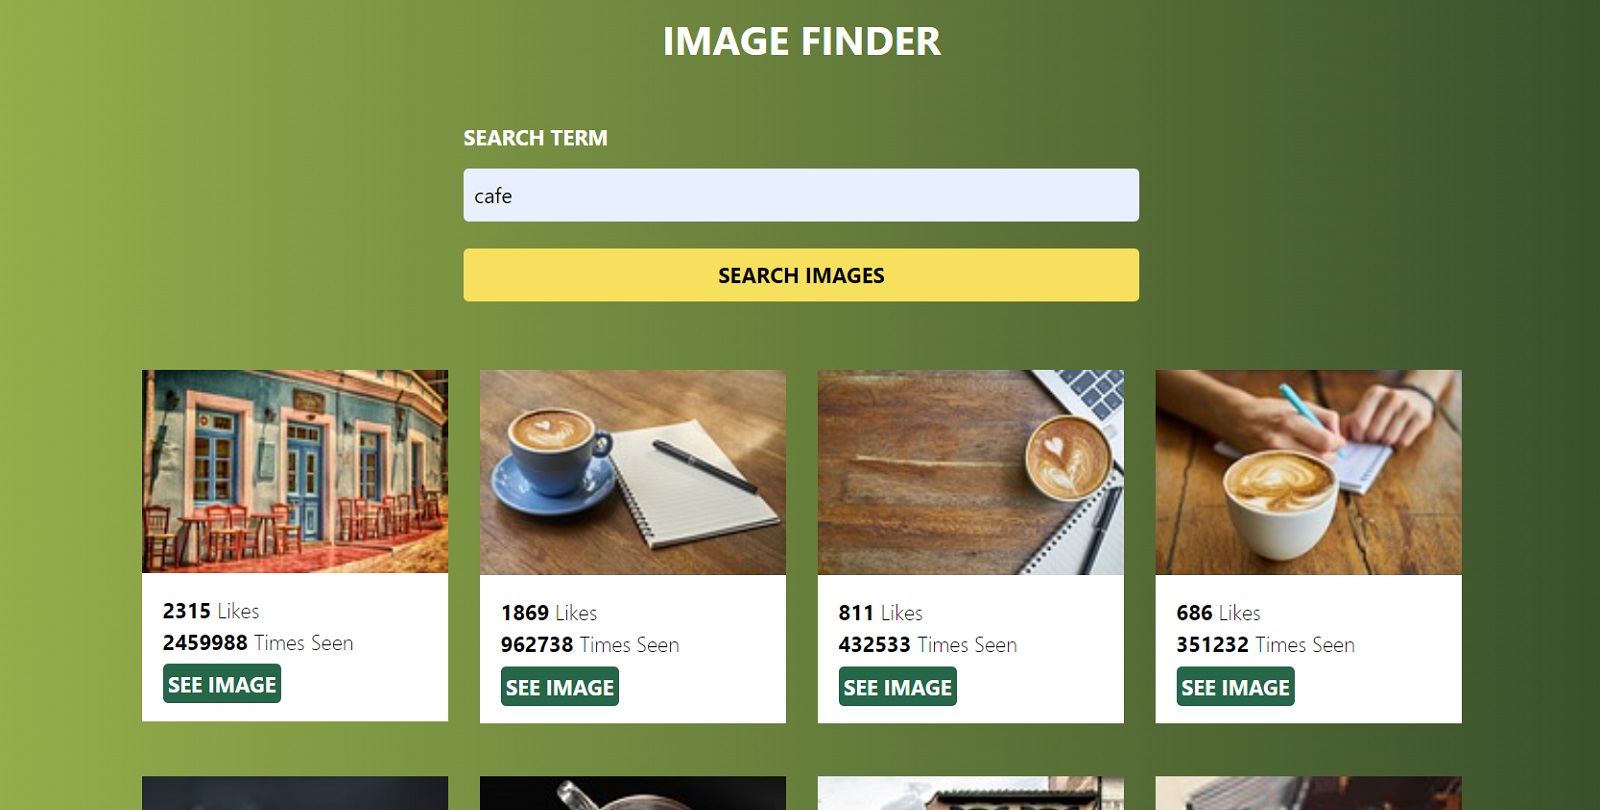 IMAGE FINDER
SEARCH TERM
cafe
SEARCH IMAGES
2315 Likes
2459988 Times Seen
SEE IMAGE
1869 Likes
962738 Times Seen
SEE IMAGE
811 Likes
432533 Times Seen
SEE IMAGE
686 Likes
351232 Times Seen
SEE IMAGE